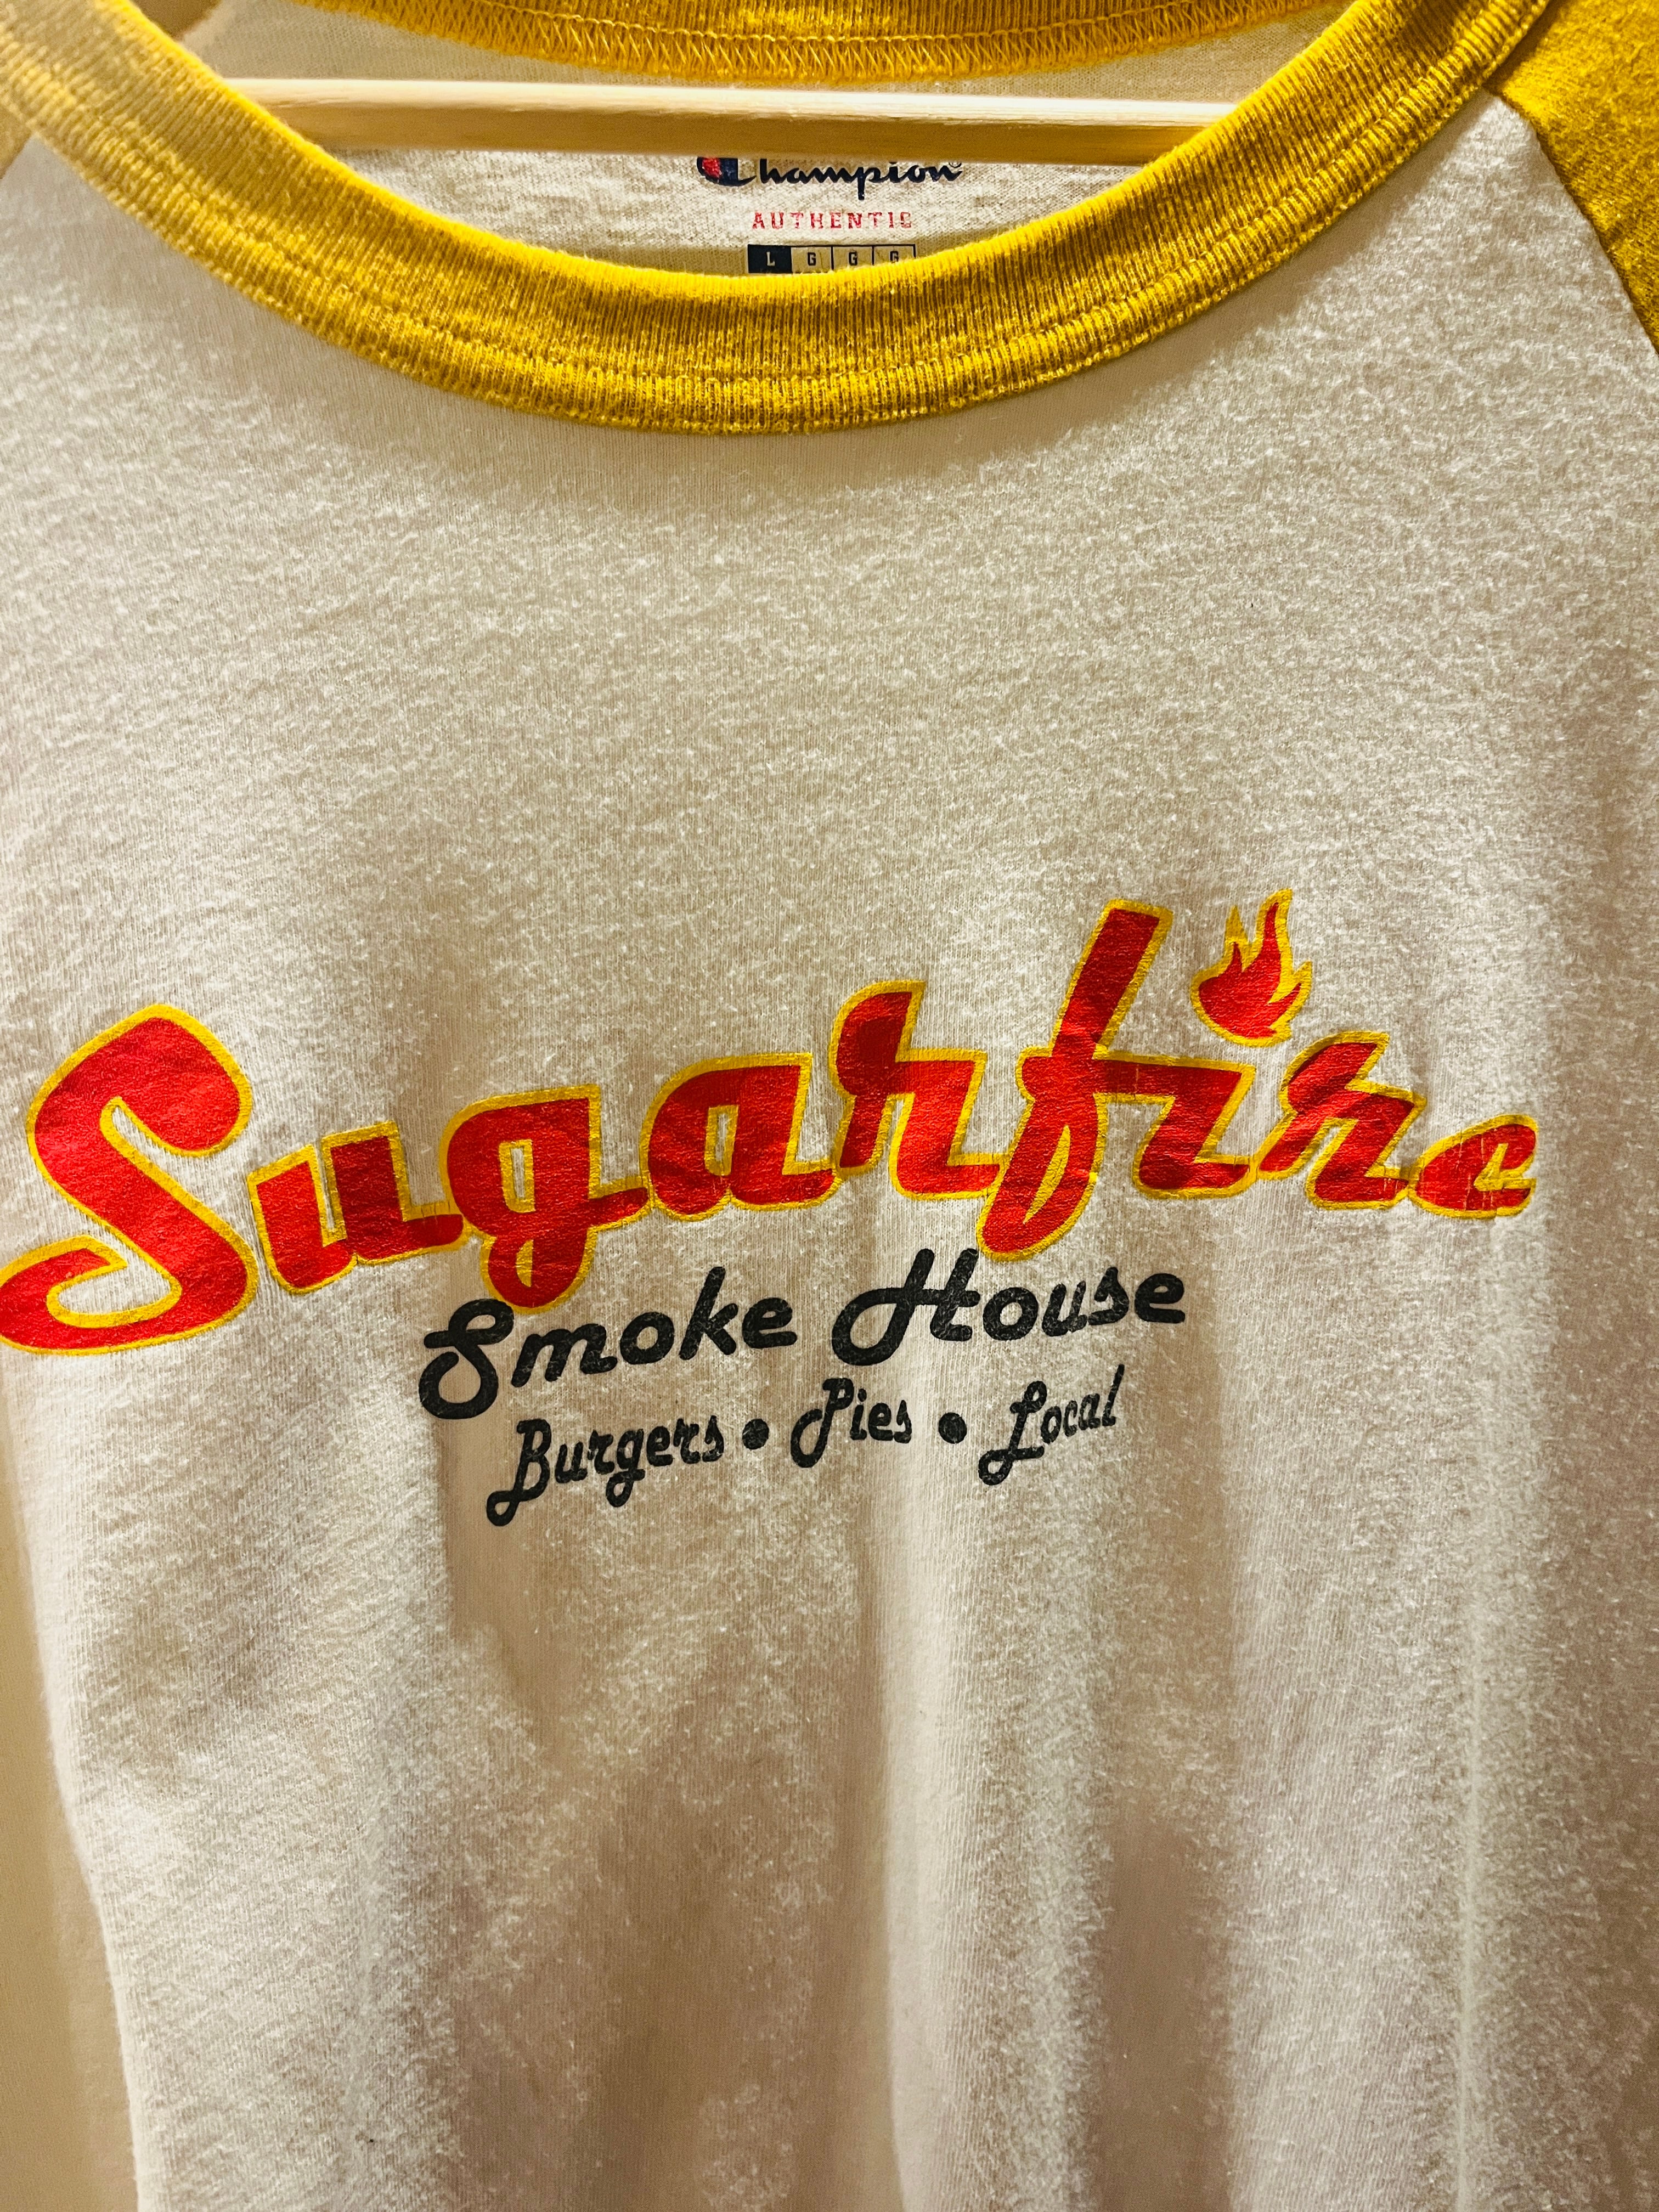 Champion
AUTHENTIC
L G G G
Sugarfire
Smoke House
Burgers • Pies • Local